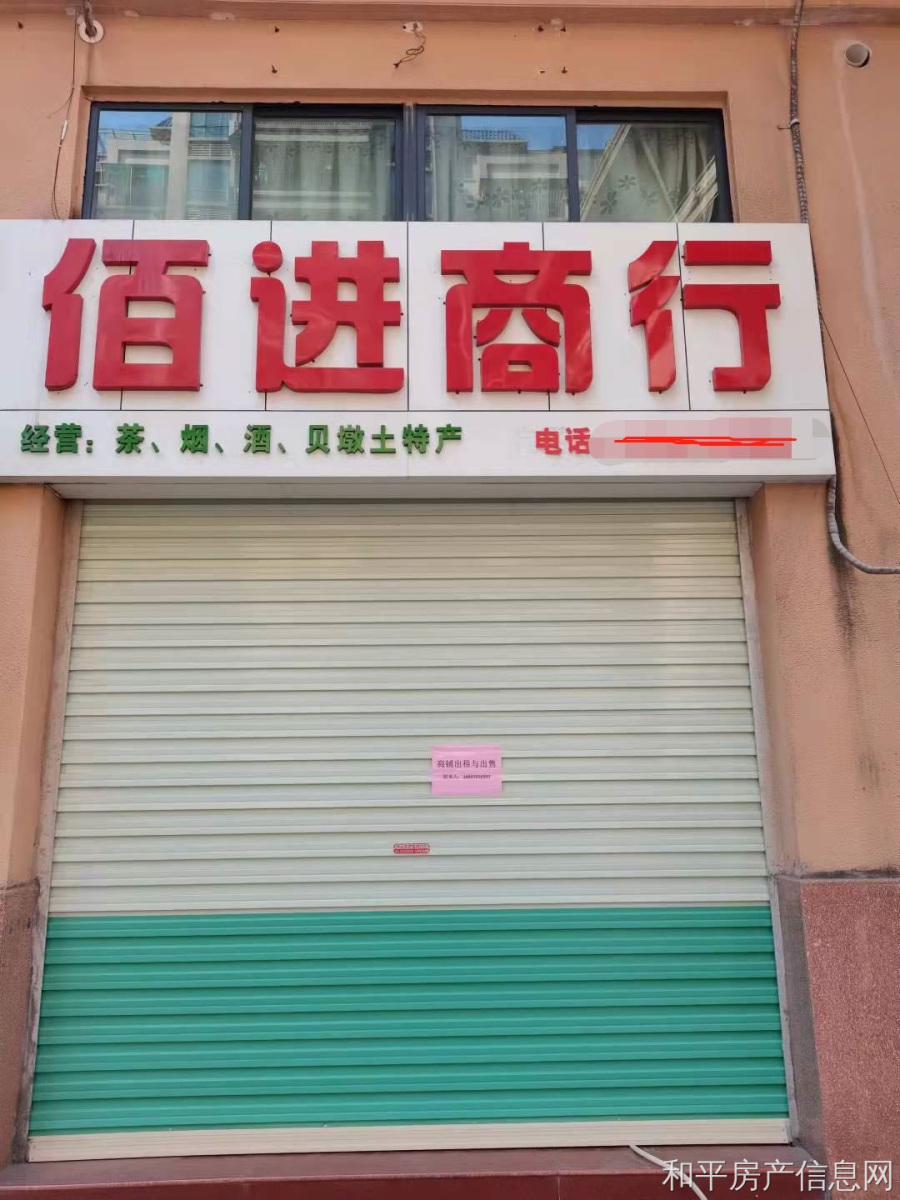 佰进商行
经营：茶、烟、酒、贝墩土特产 电话
商铺出租与出售
和平房产信息网